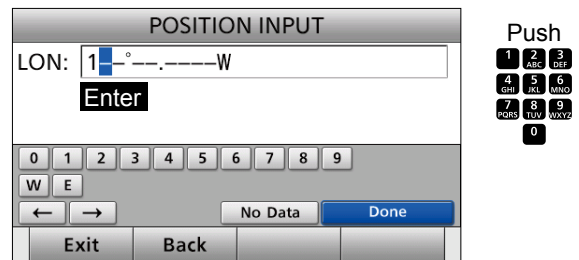 POSITION INPUT
LON: 1--°--.----W
Enter
0 1 2 3 4 5 6 7 8 9
W E
← → No Data Done
Exit Back
Push
1 2 ABC 3 DEF
4 GHI 5 JKL 6 MNO
7 PQRS 8 TUV 9 WXYZ
0